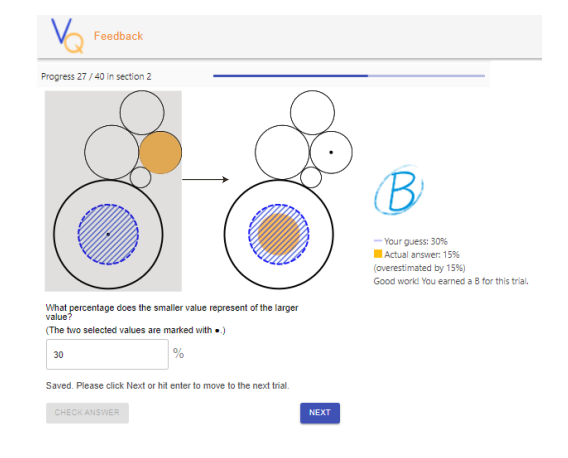 VQ Feedback
Progress 27 / 40 in section 2
B
Your guess: 30%
Actual answer: 15%
(overestimated by 15%)
Good work! You earned a B for this trial.
What percentage does the smaller value represent of the larger
value?
(The two selected values are marked with ●.)
30 %
Saved. Please click Next or hit enter to move to the next trial.
CHECK ANSWER NEXT